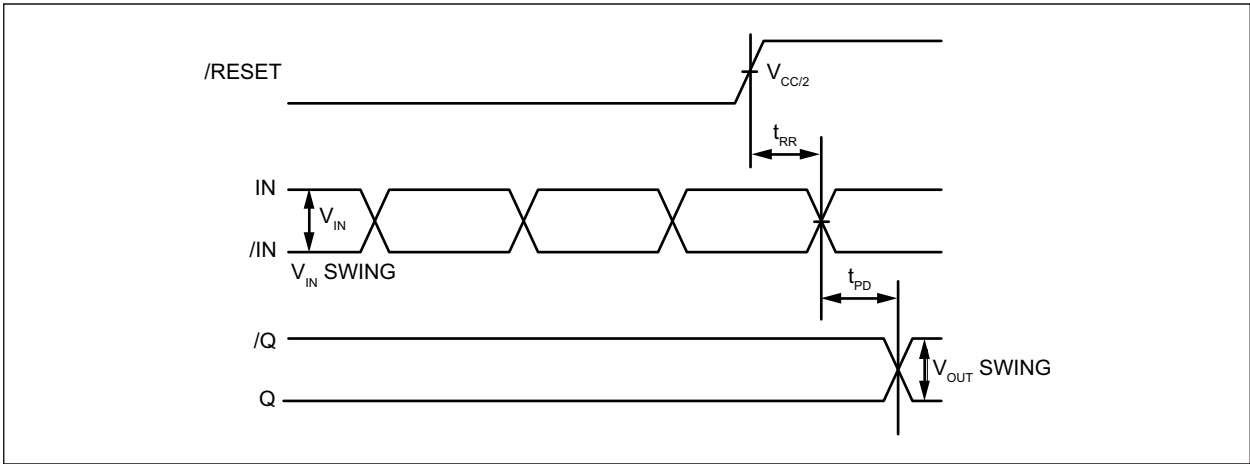 /RESET
VCC/2
tRR
IN
VIN
/IN
VIN SWING
tPD
/Q
VOUT SWING
Q